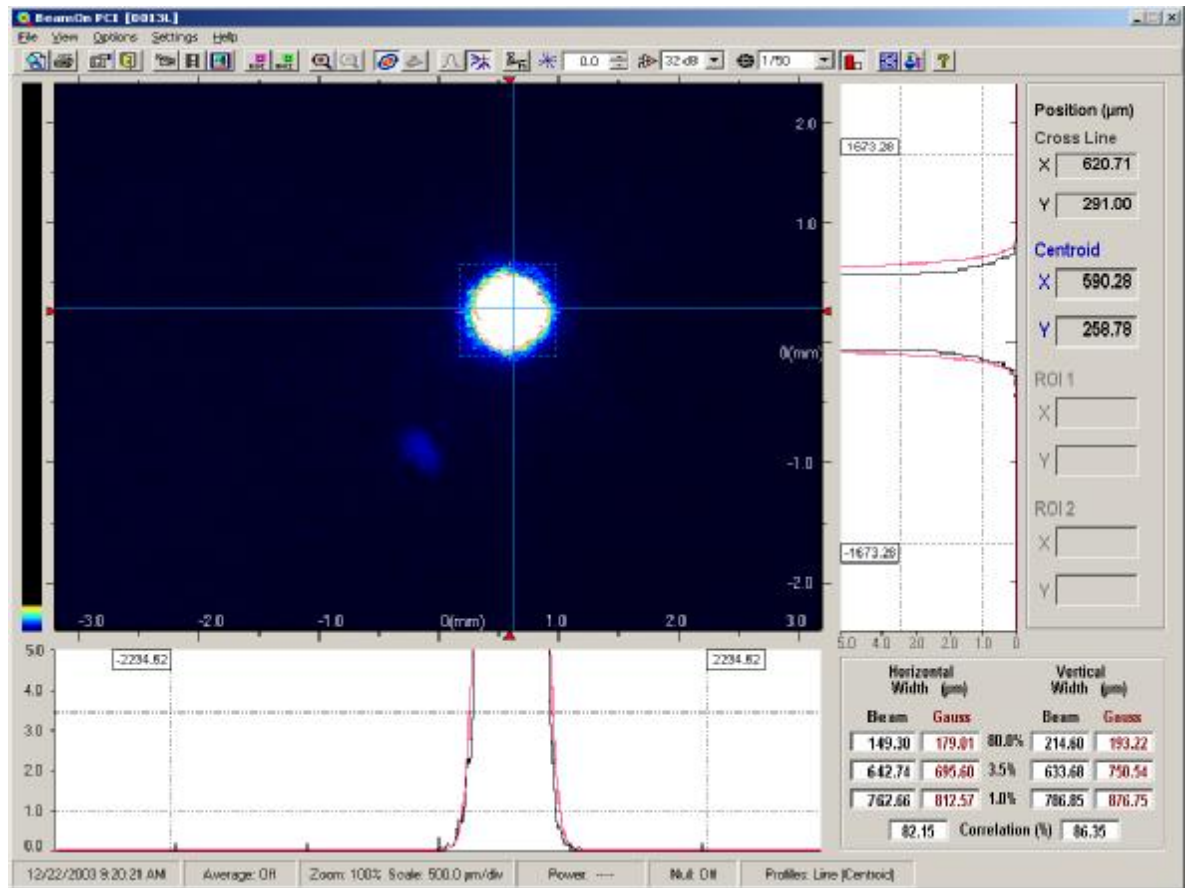 BeamOn PCI [0013L]
File View Options Settings Help
0.0 32 dB 1/50
2.0
1.0
0(mm)
-1.0
-2.0
-3.0 -2.0 -1.0 0(mm) 1.0 2.0 3.0
1673.28
-1673.28
5.0 4.0 3.0 2.0 1.0 0
Position (µm)
Cross Line
X 620.71
Y 291.00
Centroid
X 590.28
Y 258.78
ROI 1
X
Y
ROI 2
X
Y
5.0
4.0
3.0
2.0
1.0
0.0
-2234.62 2234.62
Horizontal Width (µm) Vertical Width (µm)
Beam Gauss Beam Gauss
149.30 179.01 80.0% 214.60 193.22
642.74 695.60 3.5% 633.68 750.54
762.66 812.57 1.0% 786.85 876.75
82.15 Correlation (%) 86.35
12/22/2003 9:20:21 AM Average: Off Zoom: 100% Scale: 500.0 µm/div Power: ---- Null: Off Profiles: Line (Centroid)